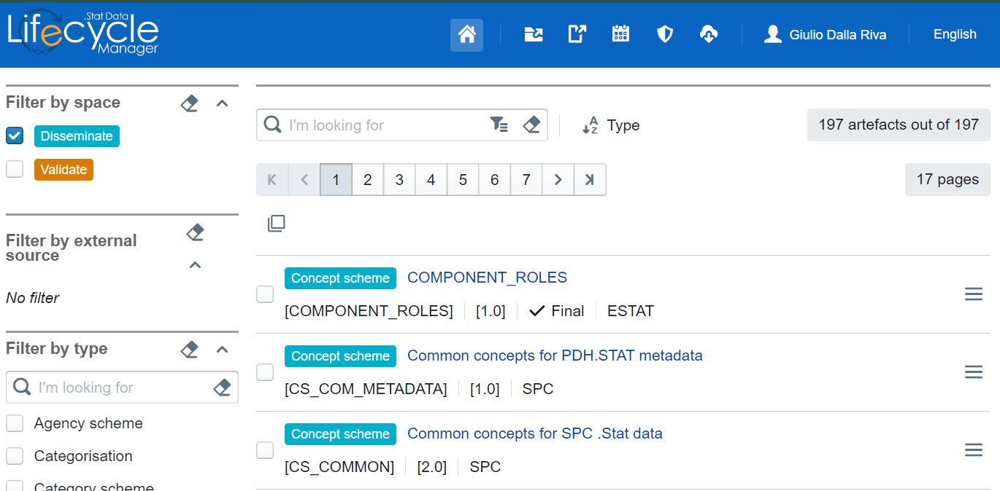 .Stat Data
Lifecycle
Manager
Giulio Dalla Riva
English
Filter by space
Disseminate
Validate
Filter by external
source
No filter
Filter by type
I'm looking for
Agency scheme
Categorisation
Category scheme
I'm looking for
A
Z
Type
197 artefacts out of 197
1 2 3 4 5 6 7
17 pages
Concept scheme COMPONENT_ROLES
[COMPONENT_ROLES] [1.0] Final ESTAT
Concept scheme Common concepts for PDH.STAT metadata
[CS_COM_METADATA] [1.0] SPC
Concept scheme Common concepts for SPC .Stat data
[CS_COMMON] [2.0] SPC